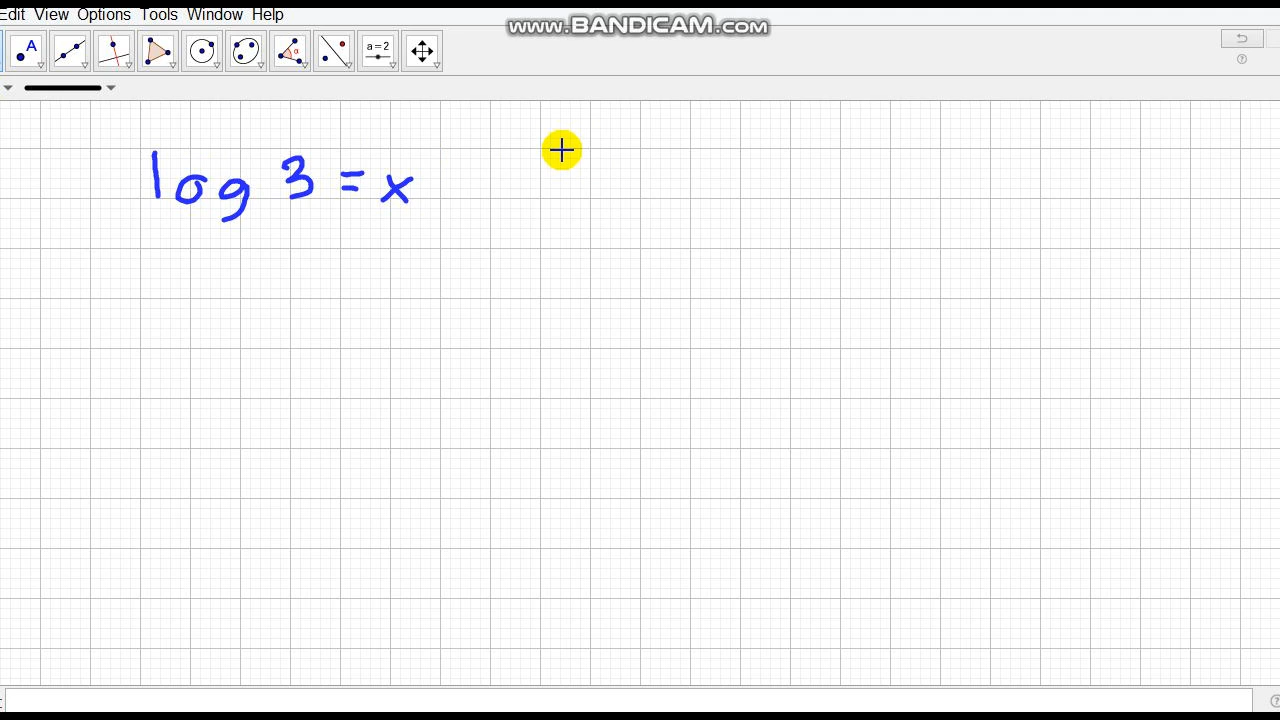 Edit View Options Tools Window Help
www.BANDICAM.com
A
α
a=2
log 3 = x